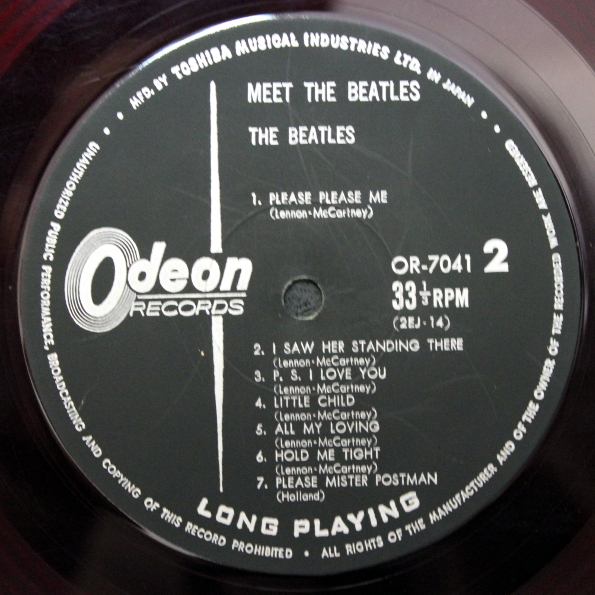 MFD. BY TOSHIBA MUSICAL INDUSTRIES LTD. IN JAPAN
MEET THE BEATLES
THE BEATLES
1. PLEASE PLEASE ME
(Lennon·McCartney)
Odeon
RECORDS
OR-7041 2
33 1/3 RPM
(2EJ·14)
2. I SAW HER STANDING THERE
(Lennon·McCartney)
3. P. S. I LOVE YOU
(Lennon·McCartney)
4. LITTLE CHILD
(Lennon·McCartney)
5. ALL MY LOVING
(Lennon·McCartney)
6. HOLD ME TIGHT
(Lennon·McCartney)
7. PLEASE MISTER POSTMAN
(Holland)
LONG PLAYING
UNAUTHORIZED PUBLIC PERFORMANCE, BROADCASTING AND COPYING OF THIS RECORD PROHIBITED • ALL RIGHTS OF THE MANUFACTURER AND OF THE OWNER OF THE RECORDED WORK ARE RESERVED